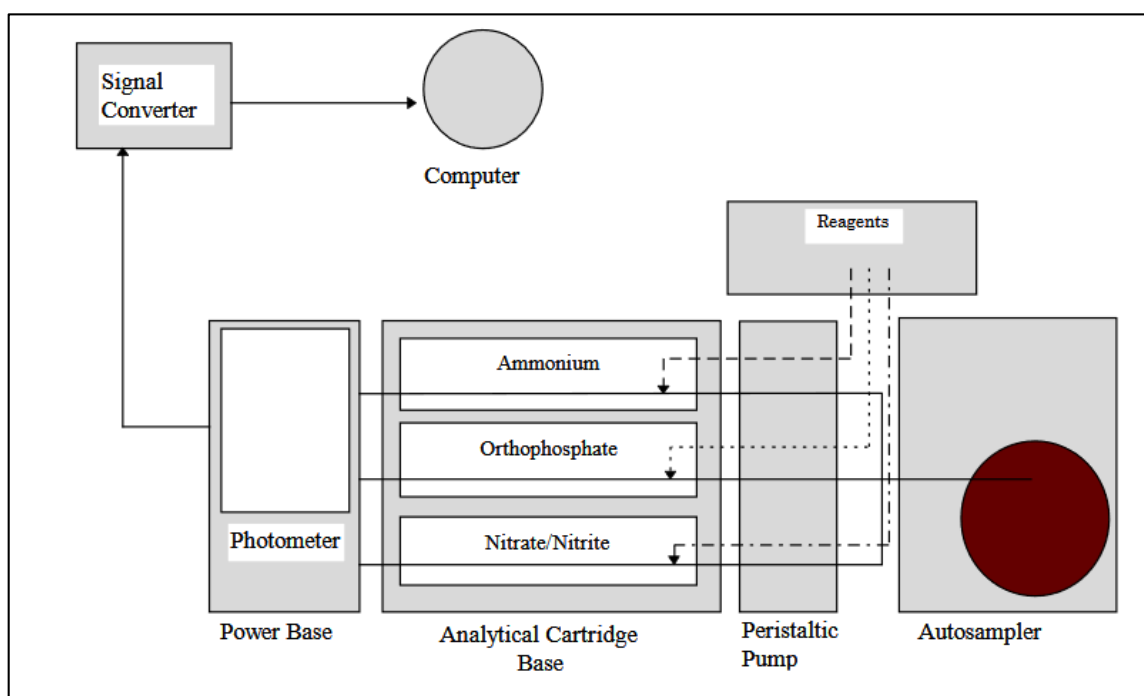 Signal
Converter
Computer
Reagents
Ammonium
Orthophosphate
Nitrate/Nitrite
Photometer
Power Base
Analytical Cartridge
Base
Peristaltic
Pump
Autosampler